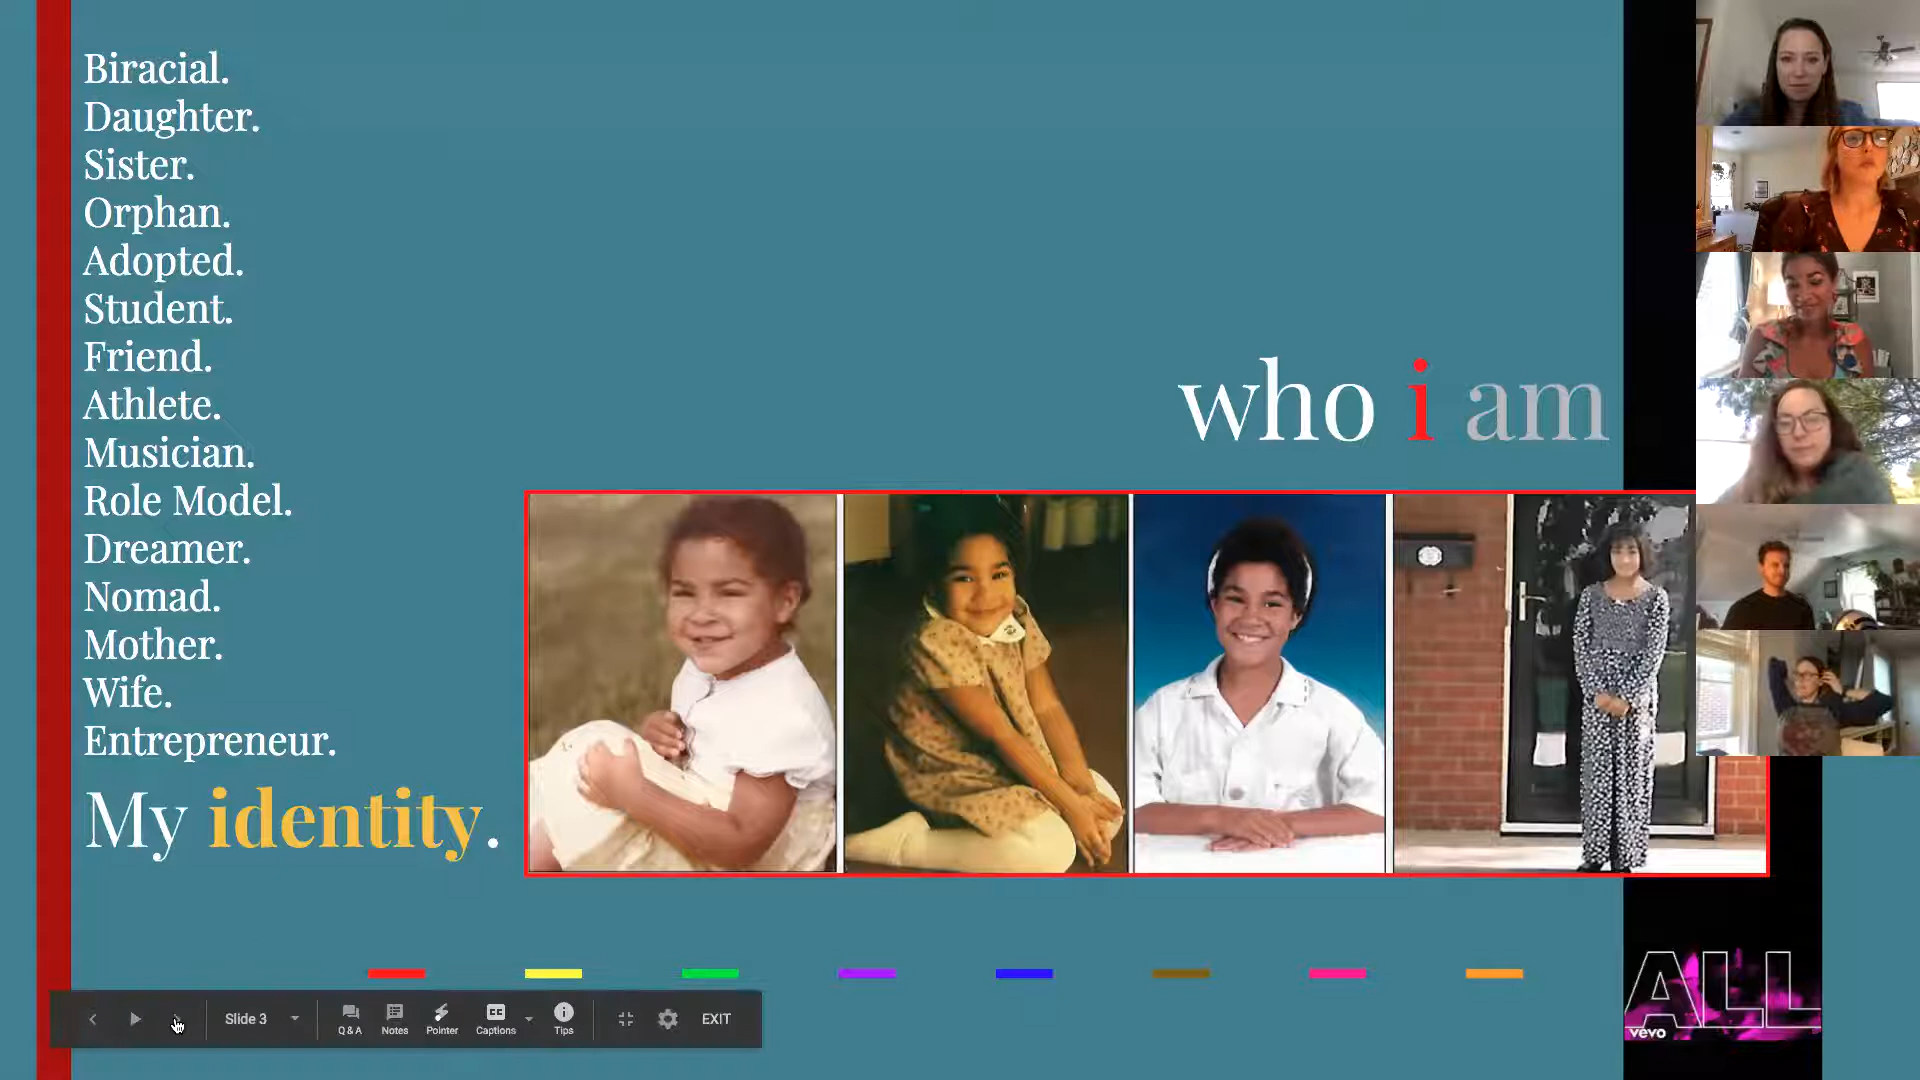 Biracial.
Daughter.
Sister.
Orphan.
Adopted.
Student.
Friend.
Athlete.
Musician.
Role Model.
Dreamer.
Nomad.
Mother.
Wife.
Entrepreneur.
My identity.
who i am
Slide 3
Q & A
Notes
Pointer
CC
Captions
Tips
EXIT
ALL
vevo